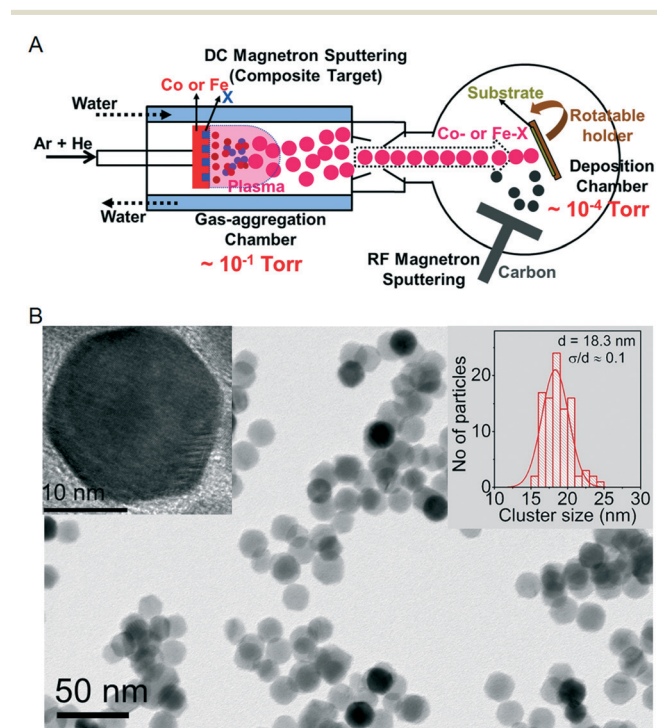 A
DC Magnetron Sputtering
(Composite Target)
Co or Fe
X
Water
Ar + He
Plasma
Water
Gas-aggregation
Chamber
~ 10-1 Torr
Substrate
Rotatable
holder
Co- or Fe-X
Deposition
Chamber
~ 10-4 Torr
RF Magnetron
Sputtering
Carbon
B
10 nm
d = 18.3 nm
σ/d ≈ 0.1
No of particles
20
10
0
10 15 20 25 30
Cluster size (nm)
50 nm